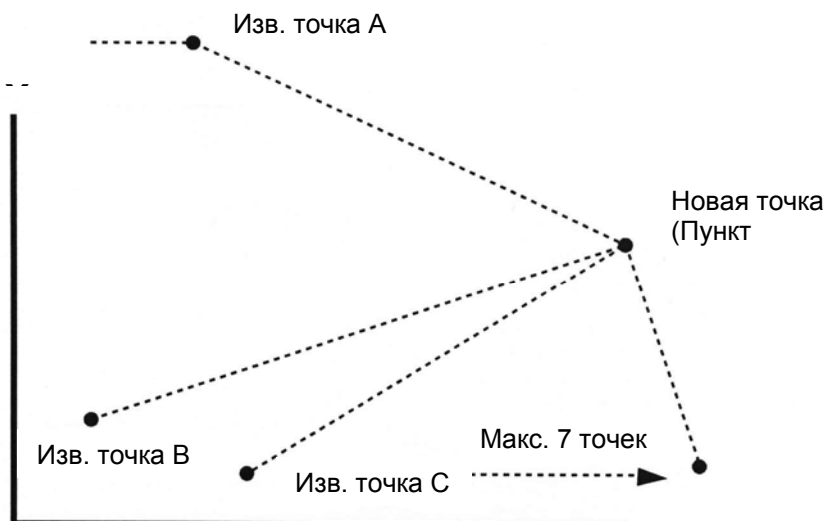 Изв. точка А
Новая точка
(Пункт
Макс. 7 точек
Изв. точка В
Изв. точка С